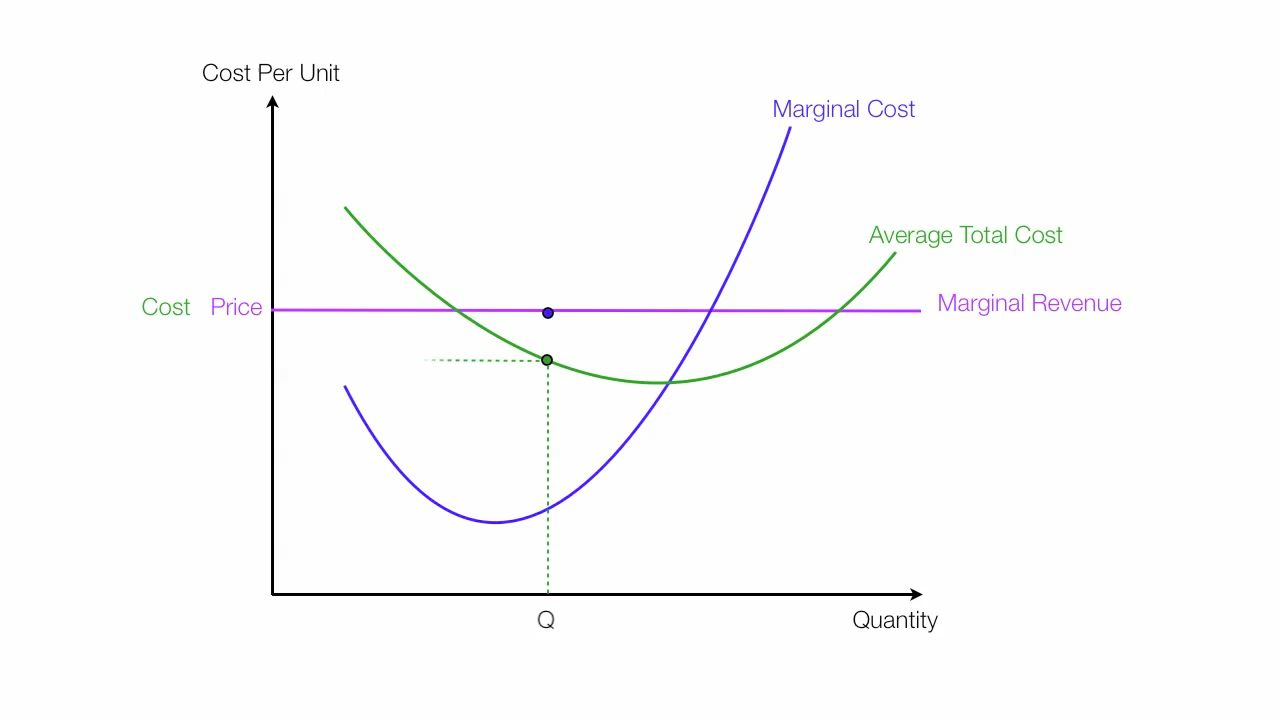 Cost Per Unit
Marginal Cost
Average Total Cost
Cost Price
Marginal Revenue
Q
Quantity